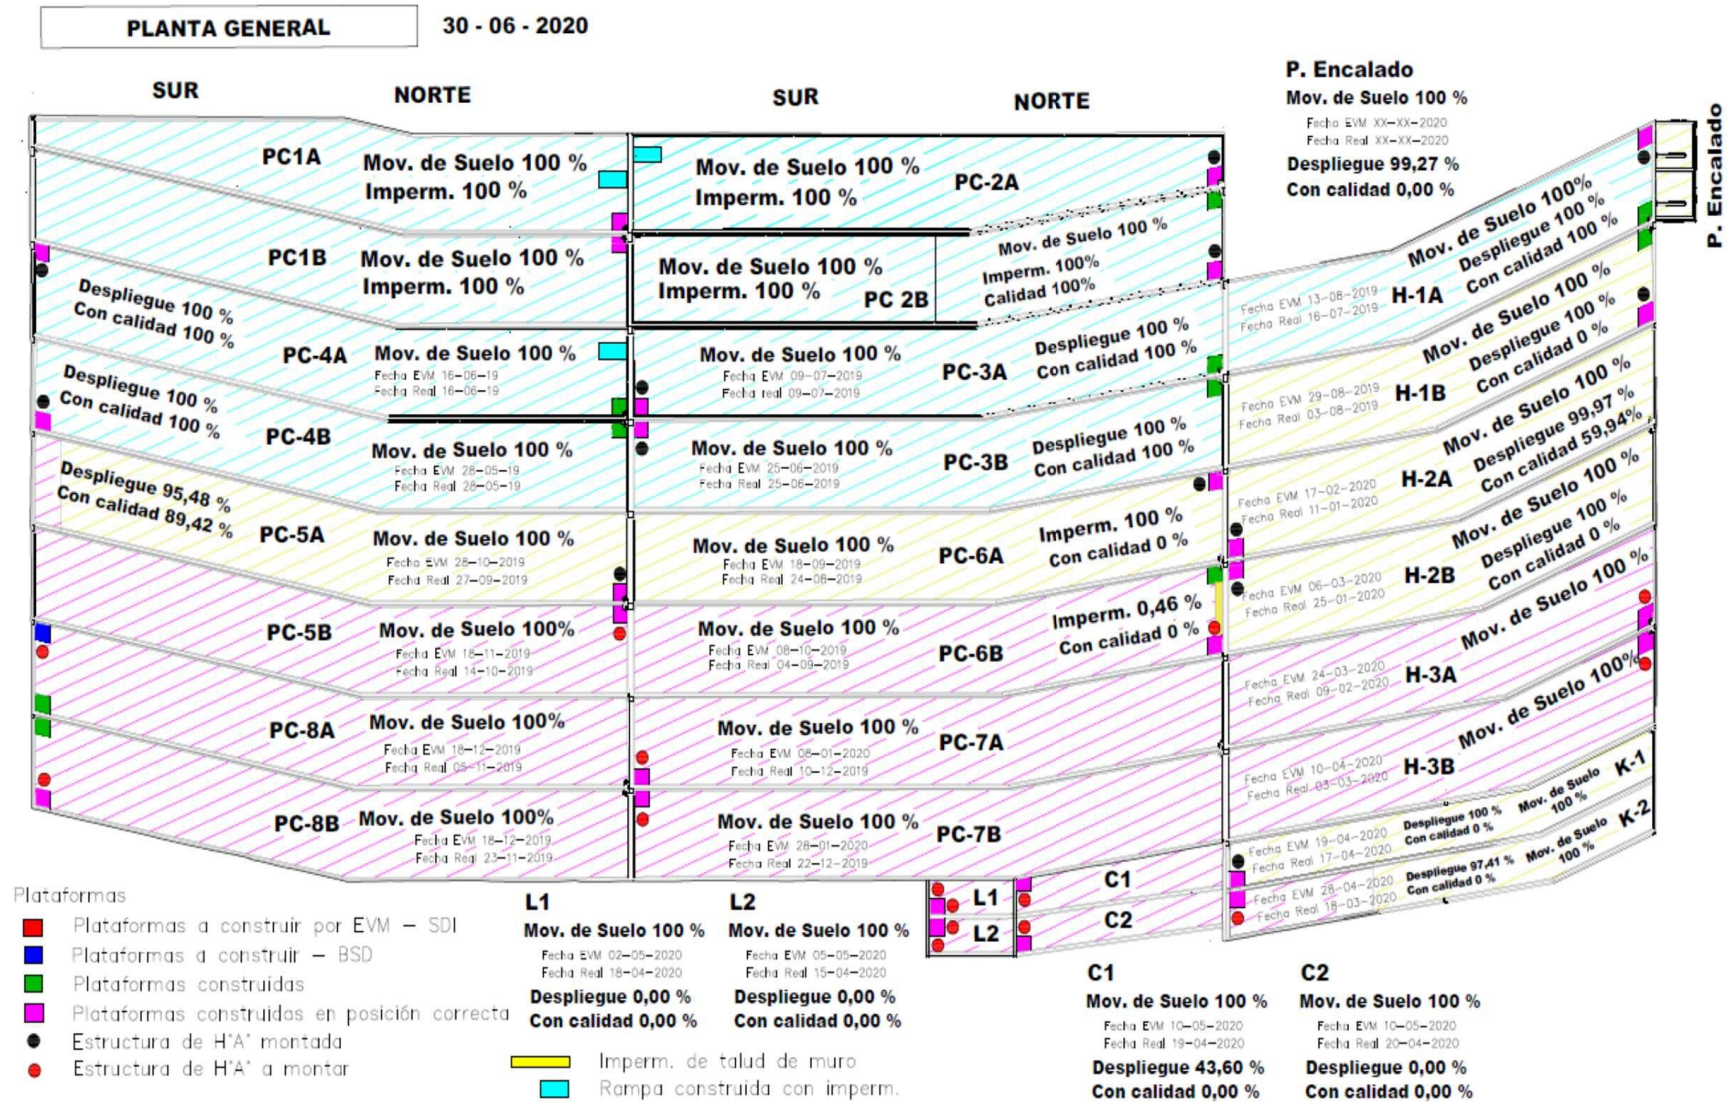 PLANTA GENERAL
30 - 06 - 2020
SUR
NORTE
SUR
NORTE
P. Encalado
Mov. de Suelo 100 %
Fecha EVM XX-XX-2020
Fecha Real XX-XX-2020
Despliegue 99,27 %
Con calidad 0,00 %
P. Encalado
PC1A
Mov. de Suelo 100 %
Imperm. 100 %
Mov. de Suelo 100 %
Imperm. 100 %
PC-2A
PC1B
Mov. de Suelo 100 %
Imperm. 100 %
Mov. de Suelo 100 %
Imperm. 100 %
PC 2B
Mov. de Suelo 100 %
Imperm. 100%
Calidad 100%
Despliegue 100 %
Con calidad 100 %
PC-4A
Mov. de Suelo 100 %
Fecha EVM 16-06-19
Fecha Real 16-06-19
Mov. de Suelo 100 %
Fecha EVM 09-07-2019
Fecha real 09-07-2019
PC-3A
Despliegue 100 %
Con calidad 100 %
Despliegue 100 %
Con calidad 100 %
PC-4B
Mov. de Suelo 100 %
Fecha EVM 28-05-19
Fecha Real 28-05-19
Mov. de Suelo 100 %
Fecha EVM 25-06-2019
Fecha Real 25-06-2019
PC-3B
Despliegue 100 %
Con calidad 100 %
Despliegue 95,48 %
Con calidad 89,42 %
PC-5A
Mov. de Suelo 100 %
Fecha EVM 28-10-2019
Fecha Real 27-09-2019
Mov. de Suelo 100 %
Fecha EVM 18-09-2019
Fecha Real 24-08-2019
PC-6A
Imperm. 100 %
Con calidad 0 %
PC-5B
Mov. de Suelo 100%
Fecha EVM 18-11-2019
Fecha Real 14-10-2019
Mov. de Suelo 100 %
Fecha EVM 08-10-2019
Fecha Real 04-09-2019
PC-6B
Imperm. 0,46 %
Con calidad 0 %
PC-8A
Mov. de Suelo 100%
Fecha EVM 18-12-2019
Fecha Real 05-11-2019
Mov. de Suelo 100 %
Fecha EVM 08-01-2020
Fecha Real 10-12-2019
PC-7A
PC-8B
Mov. de Suelo 100%
Fecha EVM 18-12-2019
Fecha Real 23-11-2019
Mov. de Suelo 100 %
Fecha EVM 28-01-2020
Fecha Real 22-12-2019
PC-7B
Fecha EVM 13-08-2019
Fecha Real 16-07-2019
H-1A
Mov. de Suelo 100%
Despliegue 100 %
Con calidad 100 %
Fecha EVM 29-08-2019
Fecha Real 03-08-2019
H-1B
Mov. de Suelo 100 %
Despliegue 100 %
Con calidad 0 %
Fecha EVM 17-02-2020
Fecha Real 11-01-2020
H-2A
Mov. de Suelo 100 %
Despliegue 99,97 %
Con calidad 59,94%
Fecha EVM 06-03-2020
Fecha Real 25-01-2020
H-2B
Mov. de Suelo 100 %
Despliegue 100 %
Con calidad 0 %
Fecha EVM 24-03-2020
Fecha Real 09-02-2020
H-3A
Mov. de Suelo 100 %
Fecha EVM 10-04-2020
Fecha Real 03-03-2020
H-3B
Mov. de Suelo 100%
Fecha EVM 19-04-2020
Fecha Real 17-04-2020
Despliegue 100 %
Con calidad 0 %
Mov. de Suelo
100 %
K-1
Fecha EVM 28-04-2020
Fecha Real 18-03-2020
Despliegue 97,41 %
Con calidad 0 %
Mov. de Suelo
100 %
K-2
L1
C1
L2
C2
Plataformas
Plataformas a construir por EVM - SDI
Plataformas a construir - BSD
Plataformas construidas
Plataformas construidas en posición correcta
Estructura de H°A° montada
Estructura de H°A° a montar
L1
Mov. de Suelo 100 %
Fecha EVM 02-05-2020
Fecha Real 18-04-2020
Despliegue 0,00 %
Con calidad 0,00 %
L2
Mov. de Suelo 100 %
Fecha EVM 05-05-2020
Fecha Real 15-04-2020
Despliegue 0,00 %
Con calidad 0,00 %
Imperm. de talud de muro
Rampa construida con imperm.
C1
Mov. de Suelo 100 %
Fecha EVM 10-05-2020
Fecha Real 19-04-2020
Despliegue 43,60 %
Con calidad 0,00 %
C2
Mov. de Suelo 100 %
Fecha EVM 10-05-2020
Fecha Real 20-04-2020
Despliegue 0,00 %
Con calidad 0,00 %